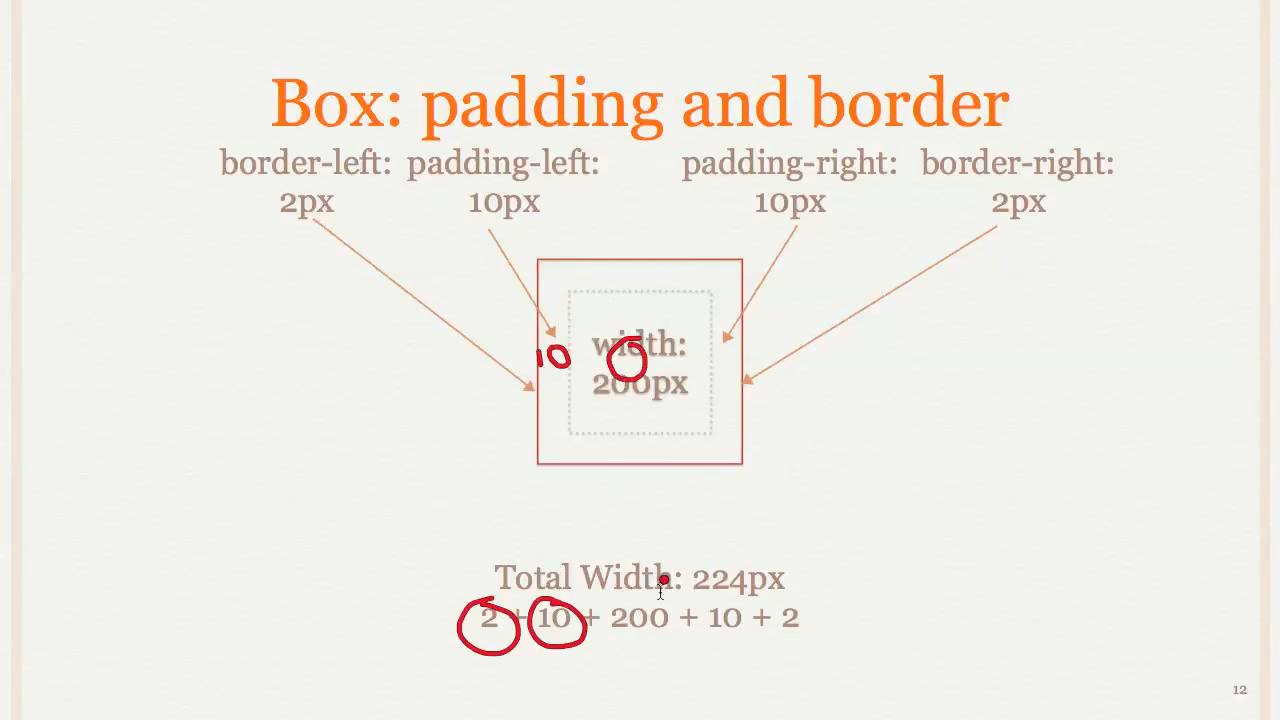 Box: padding and border
border-left: padding-left: padding-right: border-right:
2px 10px 10px 2px
width:
10
200px
Total Width: 224px
2 + 10 + 200 + 10 + 2
12